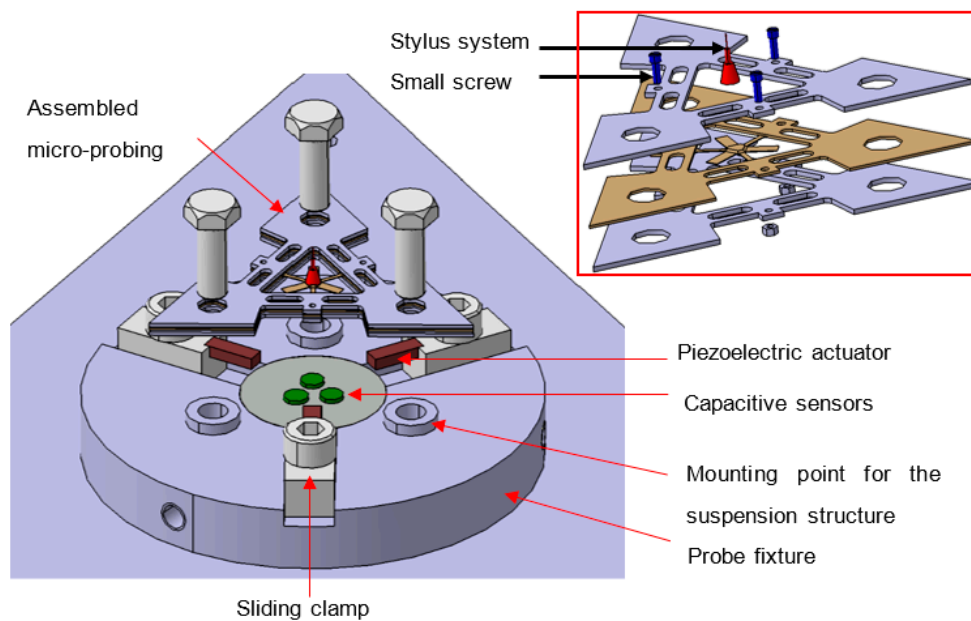 Stylus system
Small screw
Assembled
micro-probing
Piezoelectric actuator
Capacitive sensors
Mounting point for the
suspension structure
Probe fixture
Sliding clamp